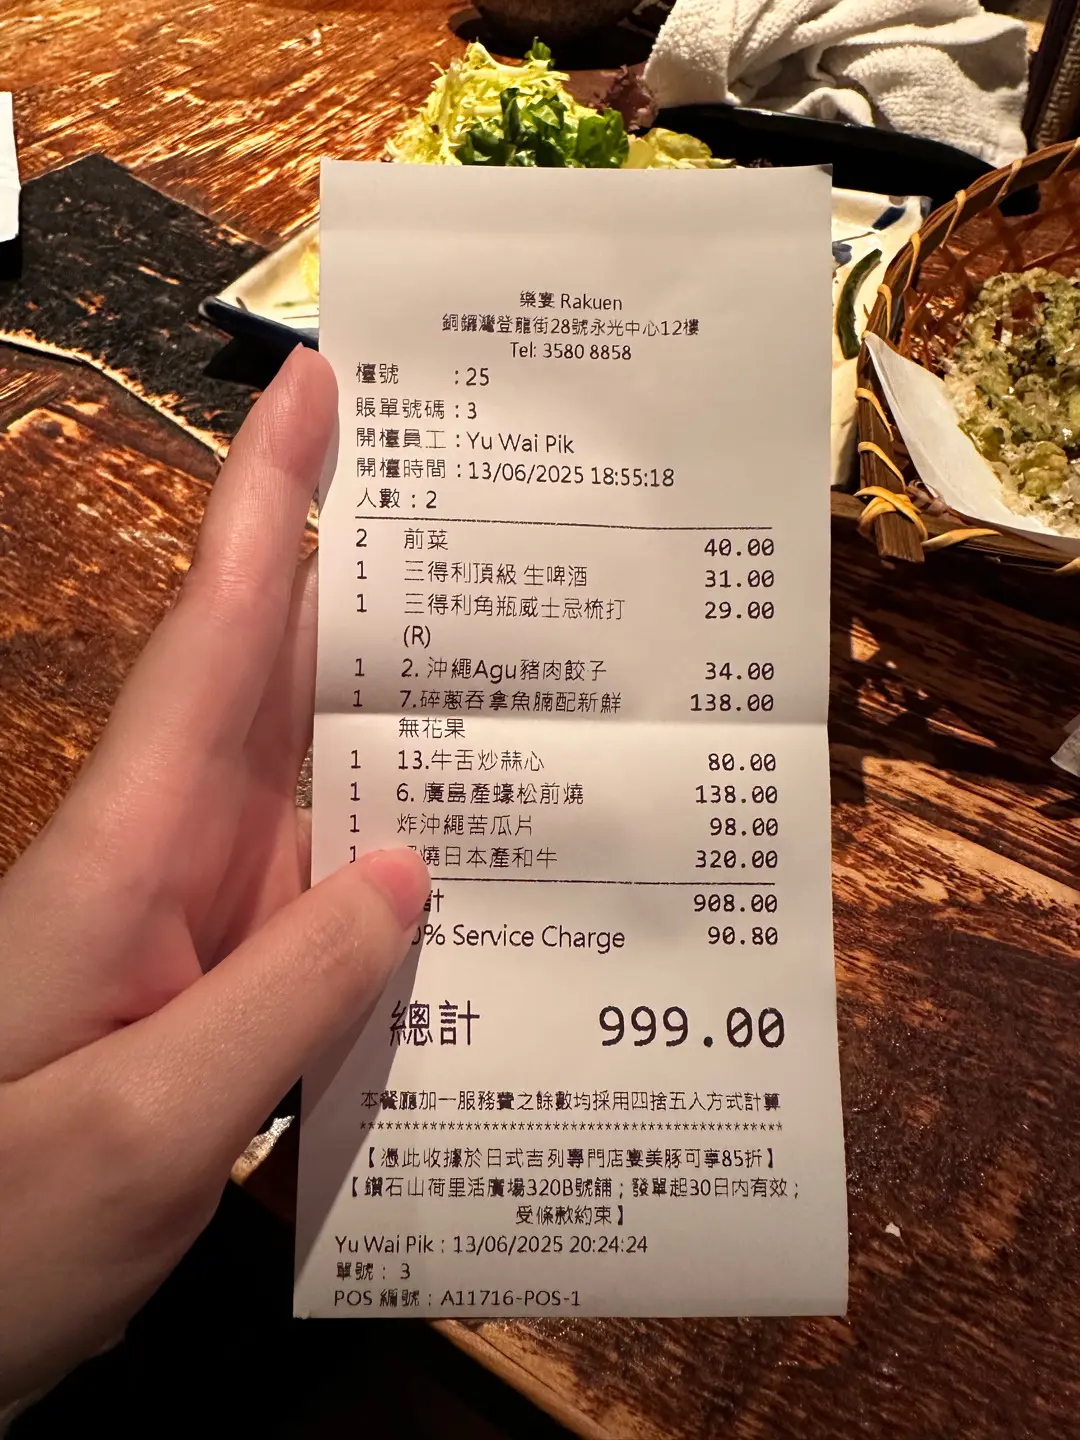 樂宴 Rakuen
銅鑼灣登龍街28號永光中心12樓
Tel: 3580 8858
檯號 : 25
賬單號碼 : 3
開檯員工 : Yu Wai Pik
開檯時間 : 13/06/2025 18:55:18
人數 : 2
2 前菜 40.00
1 三得利頂級 生啤酒 31.00
1 三得利角瓶威士忌梳打 29.00
(R)
1 2. 沖繩Agu豬肉餃子 34.00
1 7.碎蔥吞拿魚腩配新鮮 138.00
無花果
1 13.牛舌炒蒜心 80.00
1 6. 廣島產蠔松前燒 138.00
1 炸沖繩苦瓜片 98.00
1 燒日本產和牛 320.00
計 908.00
0% Service Charge 90.80
總計 999.00
本餐廳加一服務費之餘數均採用四捨五入方式計算
**********************************************
【憑此收據於日式吉列專門店宴美豚可享85折】
【鑽石山荷里活廣場320B號舖；發單起30日內有效；
受條款約束】
Yu Wai Pik : 13/06/2025 20:24:24
單號 : 3
POS 編號 : A11716-POS-1